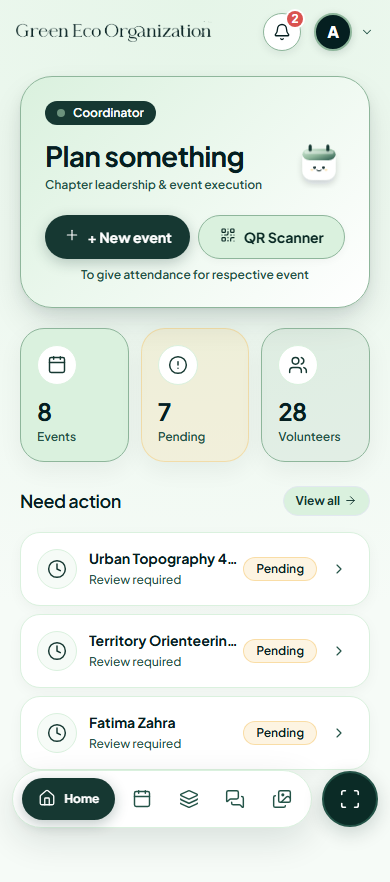 Green Eco Organization
2
A
Coordinator
Plan something
Chapter leadership & event execution
+ + New event
QR Scanner
To give attendance for respective event
8
Events
7
Pending
28
Volunteers
Need action
View all →
Urban Topography 4...
Review required
Pending
Territory Orienteerin...
Review required
Pending
Fatima Zahra
Review required
Pending
Home